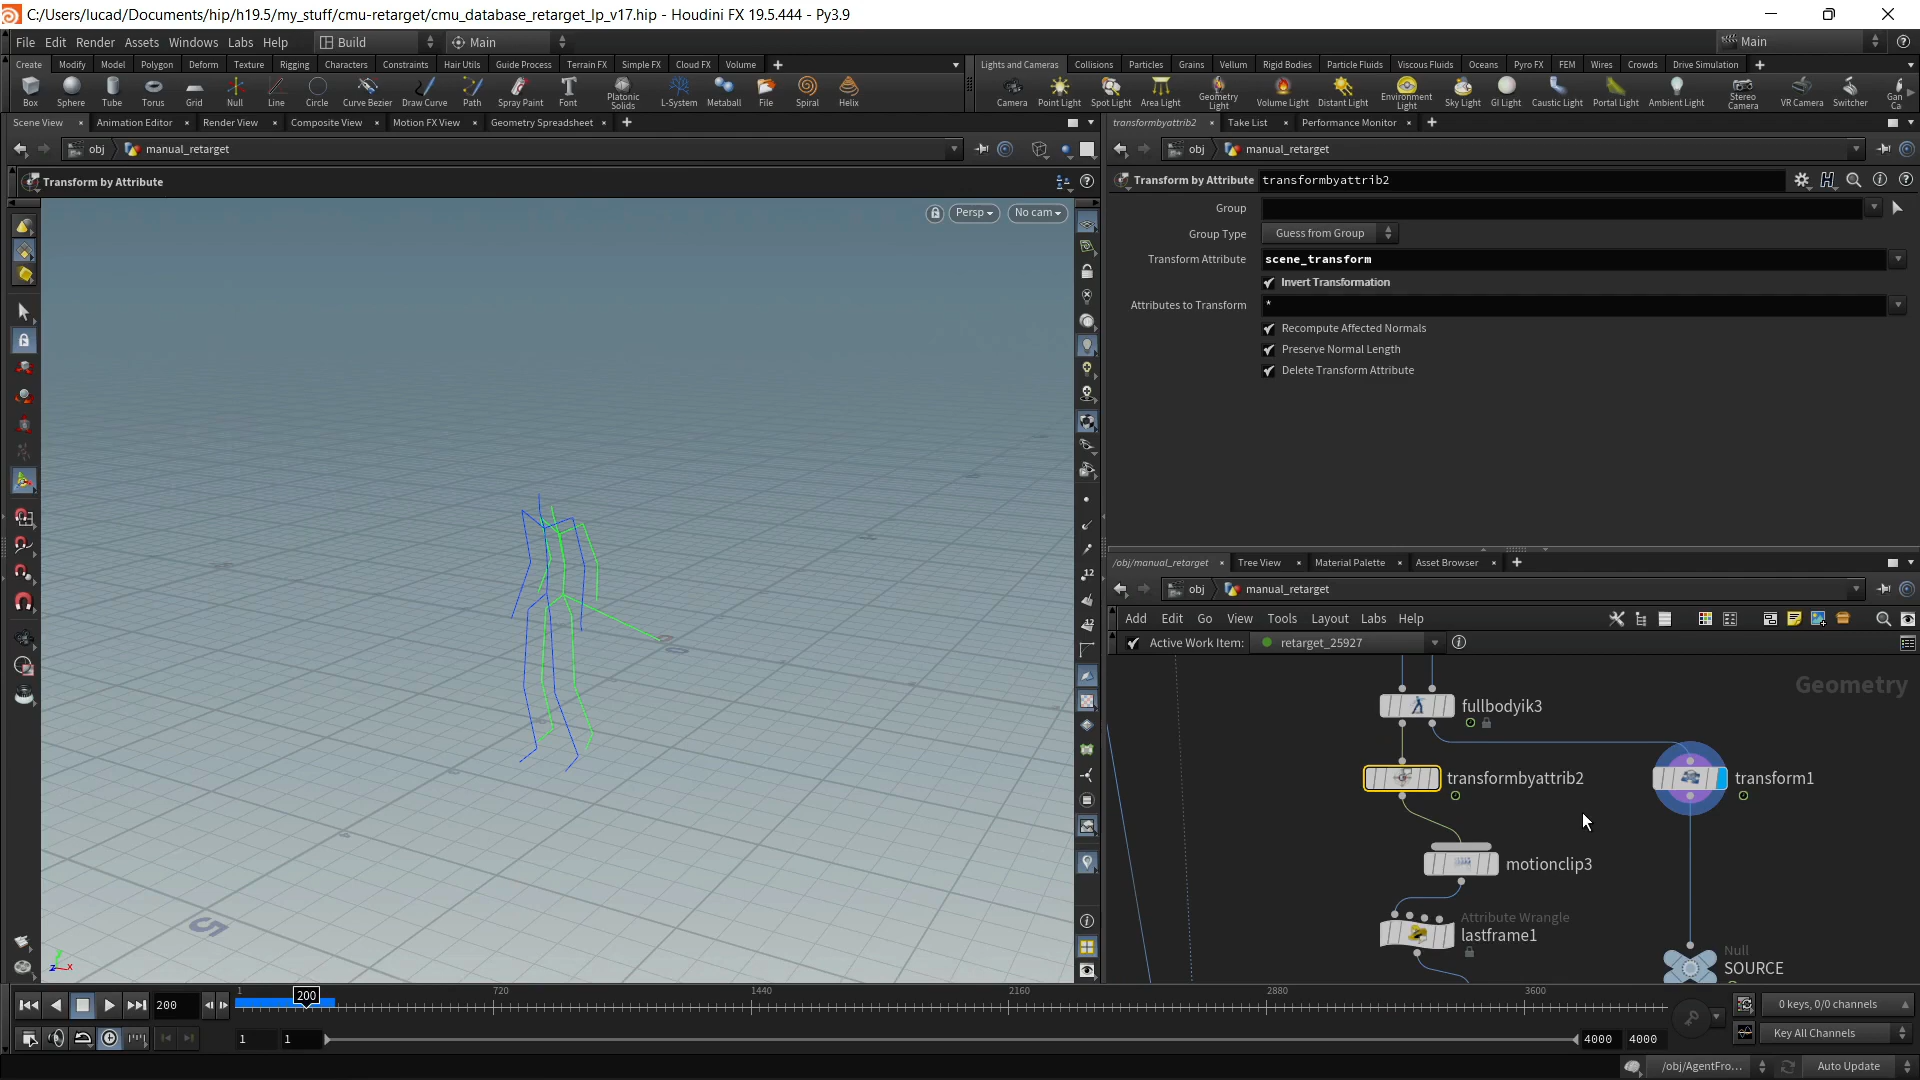 C:/Users/lucad/Documents/hip/h19.5/my_stuff/cmu-retarget/cmu_database_retarget_lp_v17.hip - Houdini FX 19.5.444 - Py3.9
File Edit Render Assets Windows Labs Help Build Main Main
Create Modify Model Polygon Deform Texture Rigging Characters Constraints Hair Utils Guide Process Terrain FX Simple FX Cloud FX Volume
Lights and Cameras Collisions Particles Grains Vellum Rigid Bodies Particle Fluids Viscous Fluids Oceans Pyro FX FEM Wires Crowds Drive Simulation
Box Sphere Tube Torus Grid Null Line Circle Curve Bezier Draw Curve Path Spray Paint Font Platonic Solids L-System Metaball File Spiral Helix
Camera Point Light Spot Light Area Light Geometry Light Volume Light Distant Light Environment Light Sky Light GI Light Caustic Light Portal Light Ambient Light Stereo Camera VR Camera Switcher Gan Ca
Scene View Animation Editor Render View Composite View Motion FX View Geometry Spreadsheet
transformbyattrib2 Take List Performance Monitor
obj manual_retarget
obj manual_retarget
Transform by Attribute
Transform by Attribute transformbyattrib2
Persp No cam
Group
Group Type Guess from Group
Transform Attribute scene_transform
Invert Transformation
Attributes to Transform *
Recompute Affected Normals
Preserve Normal Length
Delete Transform Attribute
/obj/manual_retarget Tree View Material Palette Asset Browser
obj manual_retarget
Add Edit Go View Tools Layout Labs Help
Active Work Item: retarget_25927
Geometry
fullbodyik3
transformbyattrib2 transform1
motionclip3
Attribute Wrangle
lastframe1
Null
SOURCE
5
z x
200 1 200 720 1440 2160 2880 3600
0 keys, 0/0 channels
1 1 4000 4000
Key All Channels
/obj/AgentFro... Auto Update